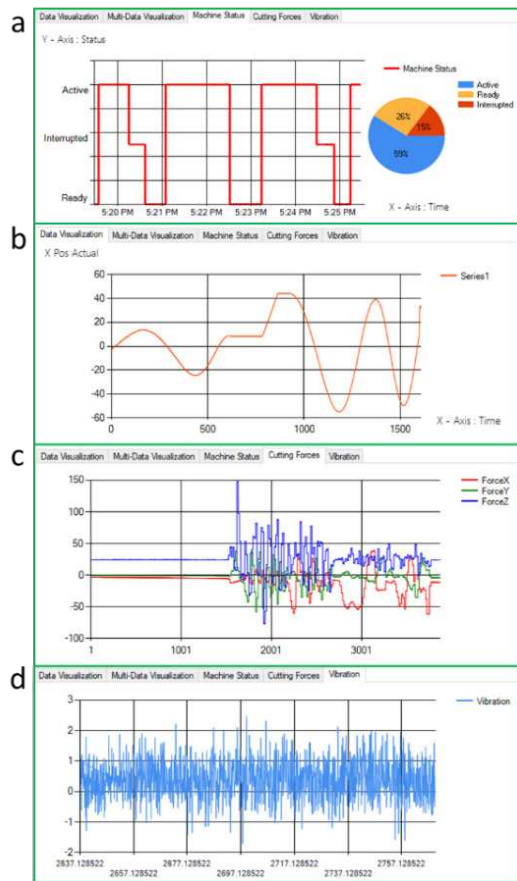 a
Data Visualization Multi-Data Visualization Machine Status Cutting Forces Vibration
Y - Axis : Status
Active
Interrupted
Ready
5:20 PM 5:21 PM 5:22 PM 5:23 PM 5:24 PM 5:25 PM
Machine Status
Active
Ready
Interrupted
26%
15%
59%
X - Axis : Time
b
Data Visualization Multi-Data Visualization Machine Status Cutting Forces Vibration
X Pos Actual
60
40
20
0
-20
-40
-60
0 500 1000 1500
Series1
X - Axis : Time
c
Data Visualization Multi-Data Visualization Machine Status Cutting Forces Vibration
150
100
50
0
-50
-100
1 1001 2001 3001
ForceX
ForceY
ForceZ
d
Data Visualization Multi-Data Visualization Machine Status Cutting Forces Vibration
3
2
1
0
-1
-2
2637.128522 2677.128522 2717.128522 2757.128522
2657.128522 2697.128522 2737.128522
Vibration